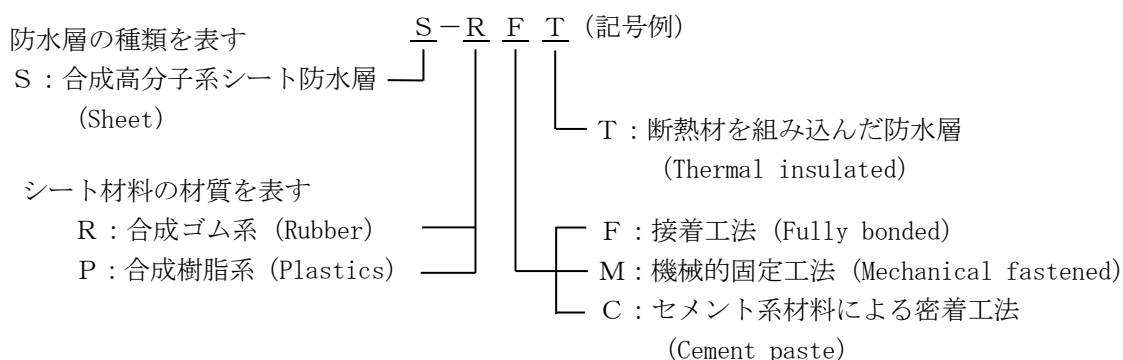 S－R F T (記号例)
防水層の種類を表す
S：合成高分子系シート防水層
(Sheet)
T：断熱材を組み込んだ防水層
(Thermal insulated)
シート材料の材質を表す
R：合成ゴム系 (Rubber)
P：合成樹脂系 (Plastics)
F：接着工法 (Fully bonded)
M：機械的固定工法 (Mechanical fastened)
C：セメント系材料による密着工法
(Cement paste)